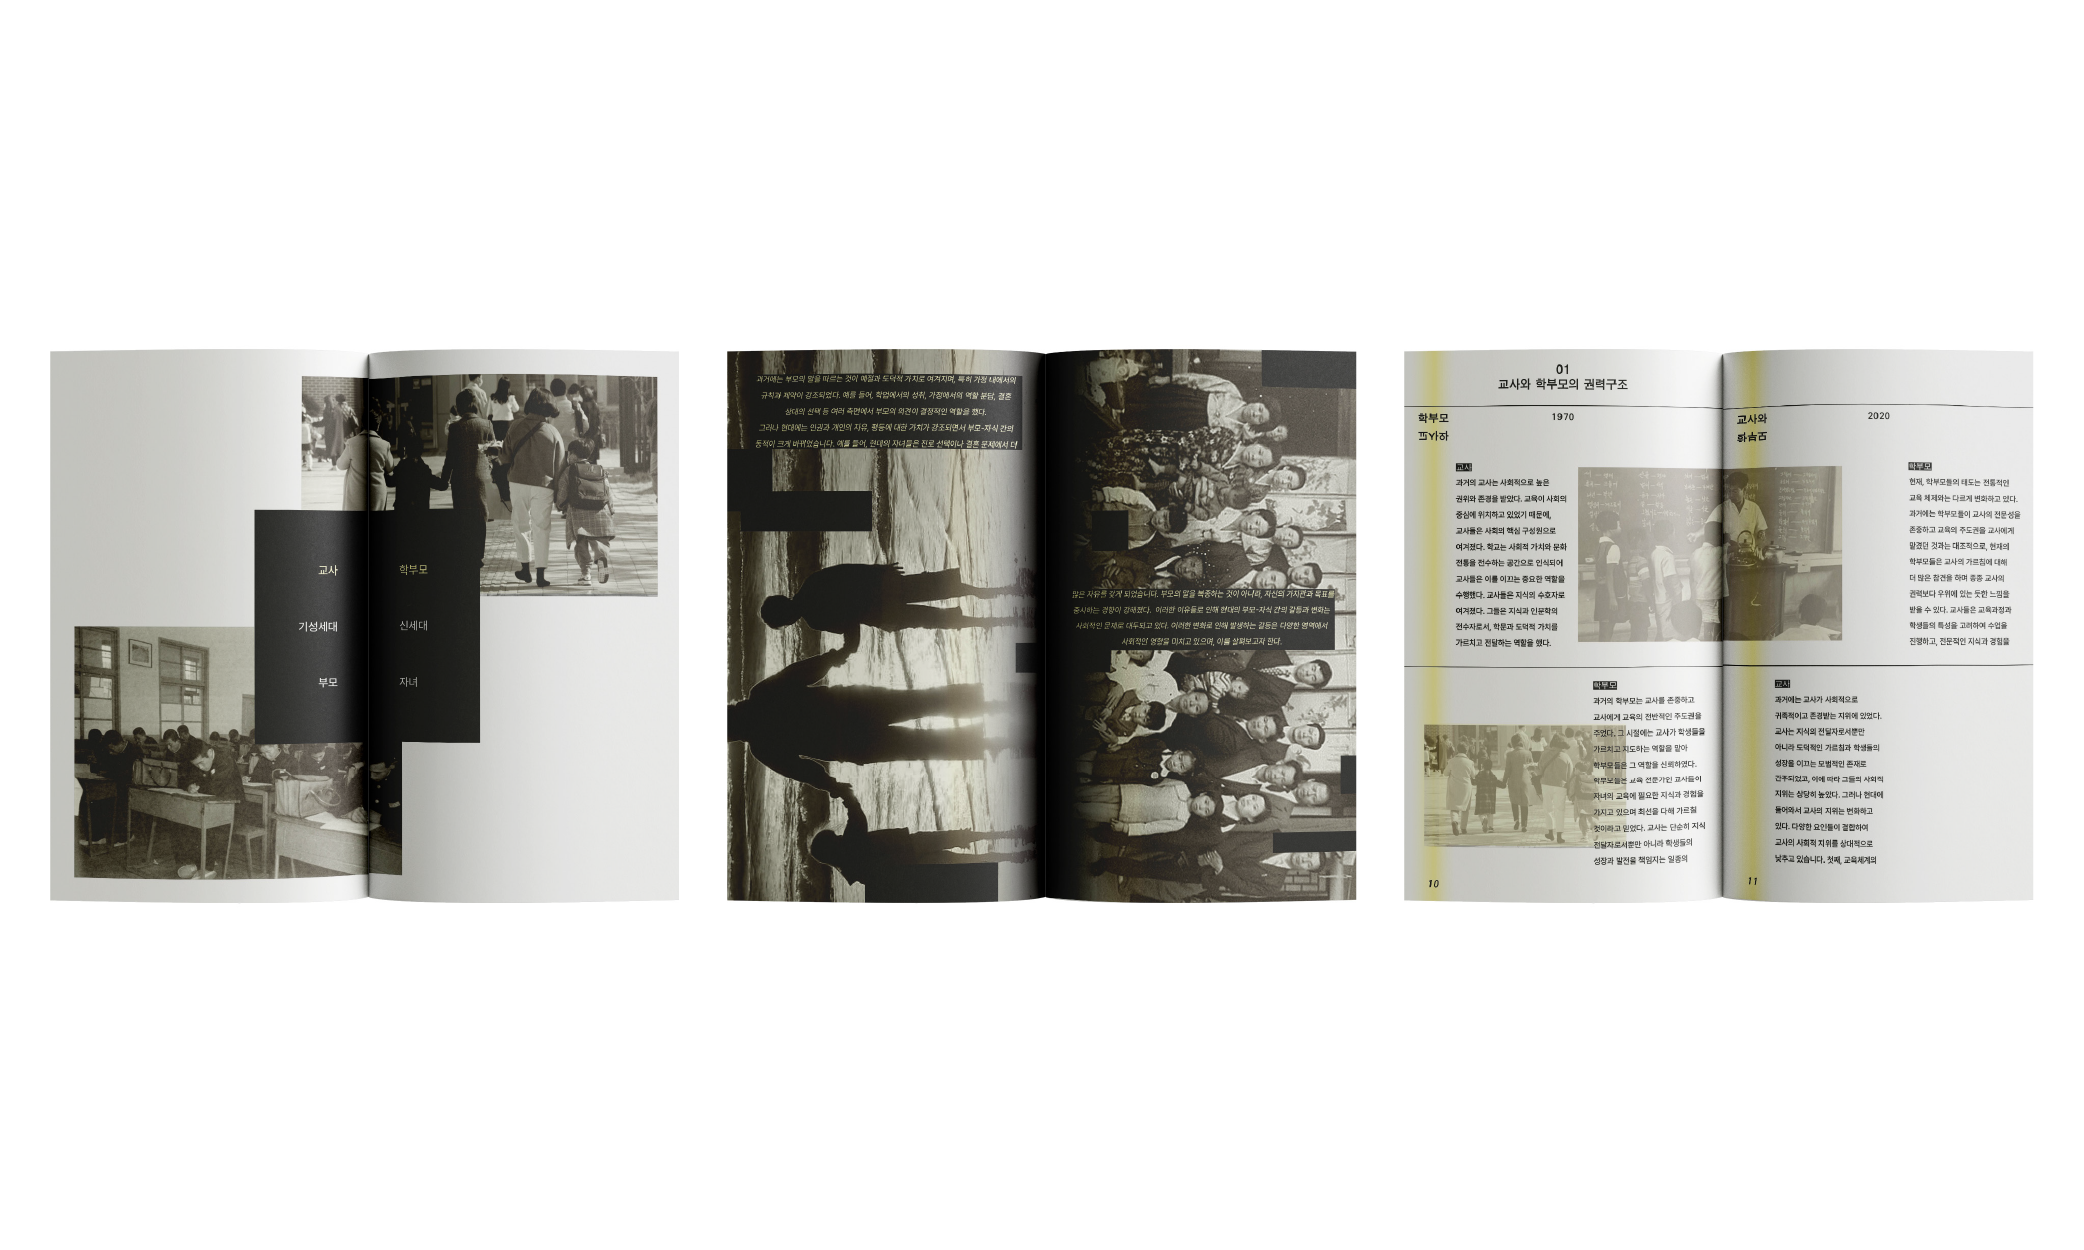 교사
학부모
기성세대
신세대
부모
자녀
과거에는 부모의 말을 따르는 것이 예절과 도덕적 가치로 여겨지며, 특히 가정 내에서의
규칙과 제약이 강조되었다. 예를 들어, 학업에서의 성취, 가정에서의 역할 분담, 결혼
상대의 선택 등 여러 측면에서 부모의 의견이 결정적인 역할을 했다.
그러나 현대에는 인권과 개인의 자유, 평등에 대한 가치가 강조되면서 부모-자식 간의
동적이 크게 바뀌었습니다. 예를 들어, 현대의 자녀들은 진로 선택이나 결혼 문제에서 더
많은 자유를 갖게 되었습니다. 부모의 말을 복종하는 것이 아니라, 자신의 가치관과 목표를
중시하는 경향이 강해졌다. 이러한 이유들로 인해 현대의 부모-자식 간의 갈등과 변화는
사회적인 문제로 대두되고 있다. 이러한 변화로 인해 발생하는 갈등은 다양한 영역에서
사회적인 영향을 미치고 있으며, 이를 살펴보고자 한다.
01
교사와 학부모의 권력구조
학부모
교사와
1970
교사
과거의 교사는 사회적으로 높은
권위와 존경을 받았다. 교육이 사회의
중심에 위치하고 있었기 때문에,
교사들은 사회의 핵심 구성원으로
여겨졌다. 학교는 사회적 가치와 문화
전통을 전수하는 공간으로 인식되어
교사들은 이를 이끄는 중요한 역할을
수행했다. 교사들은 지식의 수호자로
여겨졌다. 그들은 지식과 인문학의
전수자로서, 학문과 도덕적 가치를
가르치고 전달하는 역할을 했다.
학부모
과거의 학부모는 교사를 존중하고
교사에게 교육의 전반적인 주도권을
주었다. 그 시절에는 교사가 학생들을
가르치고 지도하는 역할을 맡아
학부모들은 그 역할을 신뢰하였다.
학부모들은 교육 전문가인 교사들이
자녀의 교육에 필요한 지식과 경험을
가지고 있으며 최선을 다해 가르칠
것이라고 믿었다. 교사는 단순히 지식
전달자로서뿐만 아니라 학생들의
성장과 발전을 책임지는 일종의
10
교사와
학부모
2020
학부모
현재, 학부모들의 태도는 전통적인
교육 체제와는 다르게 변화하고 았다.
과거에는 학부모들이 교사의 전문성을
존중하고 교육의 주도권을 교사에게
맡겼던 것과는 대조적으로, 현재의
학부모들은 교사의 가르침에 대해
더 많은 참견을 하며 종종 교사의
권력보다 우위에 있는 듯한 느낌을
받을 수 있다. 교사들은 교육과정과
학생들의 특성을 고려하여 수업을
진행하고, 전문적인 지식과 경험을
교사
과거에는 교사가 사회적으로
귀족적이고 존경받는 지위에 있었다.
교사는 지식의 전달자로서뿐만
아니라 도덕적인 가르침과 학생들의
성장을 이끄는 모범적인 존재로
간주되었고, 이에 따라 그들의 사회적
지위는 상당히 높았다. 그러나 현대에
들어와서 교사의 지위는 변화하고
있다. 다양한 요인들이 결합하여
교사의 사회적 지위를 상대적으로
낮추고 있습니다. 첫째, 교육체계의
11